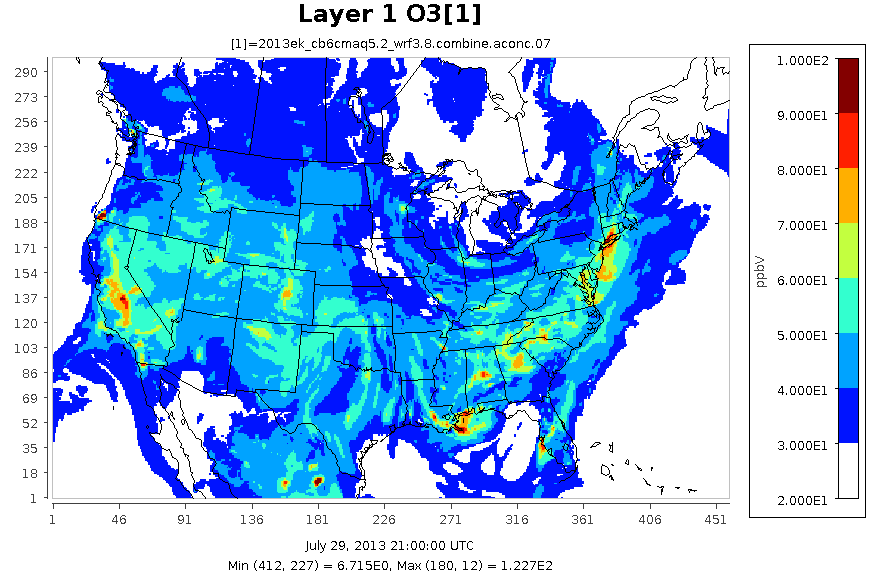 Layer 1 O3[1]
[1]=2013ek_cb6cmaq5.2_wrf3.8.combine.aconc.07
290
273
256
239
222
205
188
171
154
137
120
103
86
69
52
35
18
1
1 46 91 136 181 226 271 316 361 406 451
July 29, 2013 21:00:00 UTC
Min (412, 227) = 6.715E0, Max (180, 12) = 1.227E2
ppbV
1.000E2
9.000E1
8.000E1
7.000E1
6.000E1
5.000E1
4.000E1
3.000E1
2.000E1